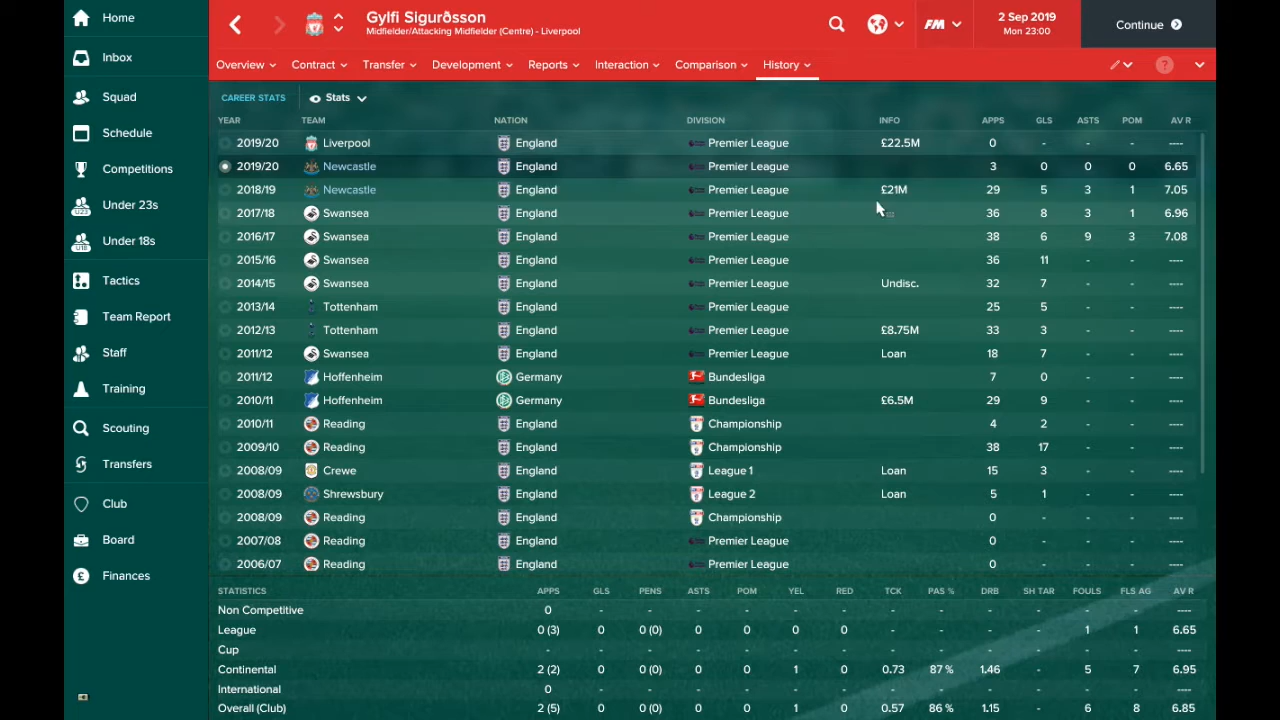 Home
Inbox
Squad
Schedule
Competitions
Under 23s
Under 18s
Tactics
Team Report
Staff
Training
Scouting
Transfers
Club
Board
Finances
Gylfi Sigurðsson
Midfielder/Attacking Midfielder (Centre) - Liverpool
FM
2 Sep 2019
Mon 23:00
Continue
Overview Contract Transfer Development Reports Interaction Comparison History
CAREER STATS Stats
YEAR TEAM NATION DIVISION INFO APPS GLS ASTS POM AV R
2019/20 Liverpool England Premier League £22.5M 0 - - - ----
2019/20 Newcastle England Premier League 3 0 0 0 6.65
2018/19 Newcastle England Premier League £21M 29 5 3 1 7.05
2017/18 Swansea England Premier League 36 8 3 1 6.96
2016/17 Swansea England Premier League 38 6 9 3 7.08
2015/16 Swansea England Premier League 36 11 - - ----
2014/15 Swansea England Premier League Undisc. 32 7 - - ----
2013/14 Tottenham England Premier League 25 5 - - ----
2012/13 Tottenham England Premier League £8.75M 33 3 - - ----
2011/12 Swansea England Premier League Loan 18 7 - - ----
2011/12 Hoffenheim Germany Bundesliga 7 0 - - ----
2010/11 Hoffenheim Germany Bundesliga £6.5M 29 9 - - ----
2010/11 Reading England Championship 4 2 - - ----
2009/10 Reading England Championship 38 17 - - ----
2008/09 Crewe England League 1 Loan 15 3 - - ----
2008/09 Shrewsbury England League 2 Loan 5 1 - - ----
2008/09 Reading England Championship 0 - - - ----
2007/08 Reading England Premier League 0 - - - ----
2006/07 Reading England Premier League 0 - - - ----
STATISTICS APPS GLS PENS ASTS POM YEL RED TCK PAS % DRB SH TAR FOULS FLS AG AV R
Non Competitive 0 - - - - - - - - - - - - ----
League 0 (3) 0 0 (0) 0 0 0 0 - - - - 1 1 6.65
Cup - - - - - - - - - - - - - ----
Continental 2 (2) 0 0 (0) 0 0 1 0 0.73 87 % 1.46 - 5 7 6.95
International 0 - - - - - - - - - - - - ----
Overall (Club) 2 (5) 0 0 (0) 0 0 1 0 0.57 86 % 1.15 - 6 8 6.85